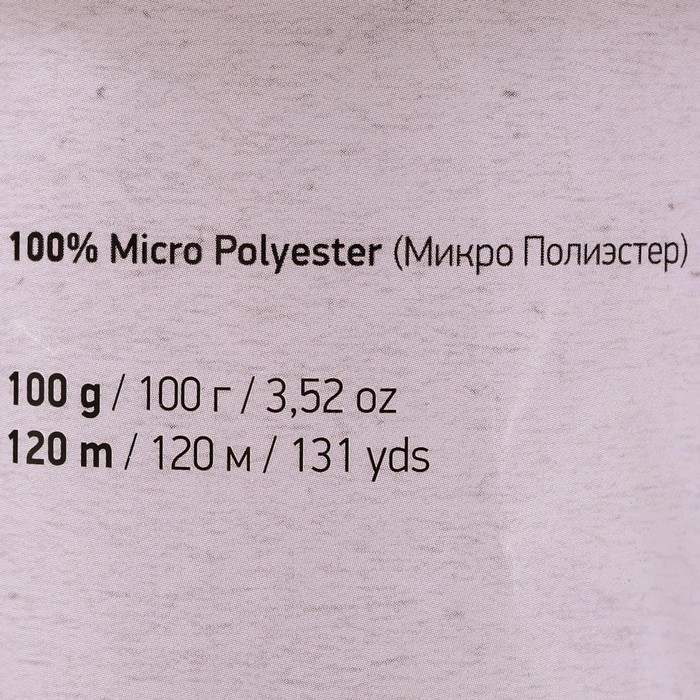 100% Micro Polyester (Микро Полиэстер)
100 g / 100 г / 3,52 oz
120 m / 120 м / 131 yds